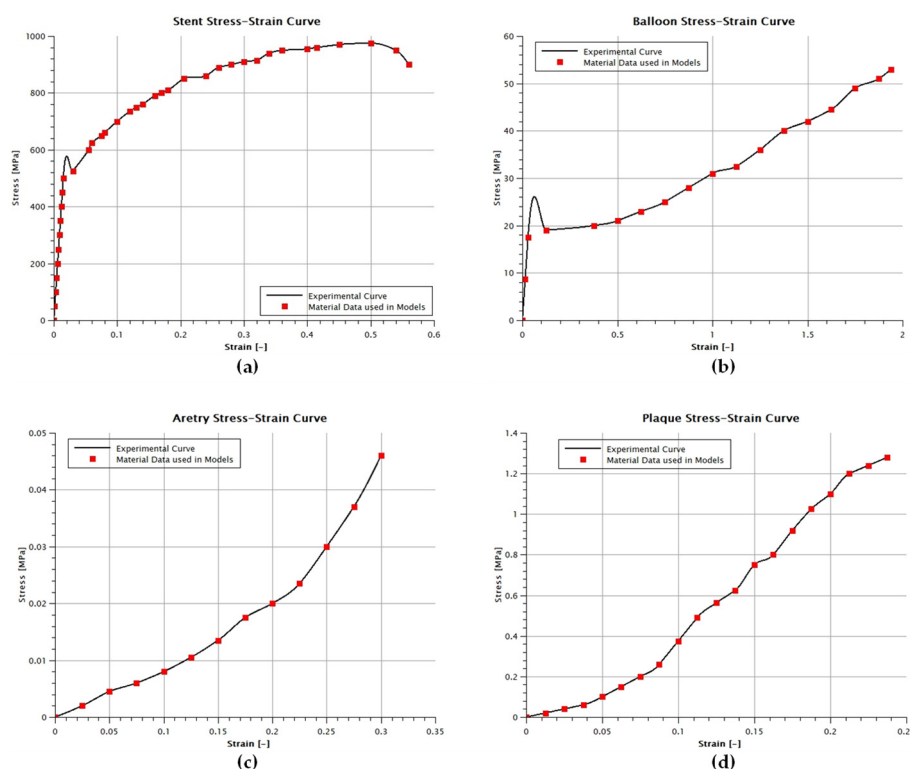 Stent Stress-Strain Curve
1000
800
600
400
200
0
Stress [MPa]
Experimental Curve
Material Data used in Models
0 0.1 0.2 0.3 0.4 0.5 0.6
Strain [-]
(a)
Balloon Stress-Strain Curve
60
50
40
30
20
10
0
Stress [MPa]
Experimental Curve
Material Data used in Models
0 0.5 1 1.5 2
Strain [-]
(b)
Aretry Stress-Strain Curve
0.05
0.04
0.03
0.02
0.01
0
Stress [MPa]
Experimental Curve
Material Data used in Models
0 0.05 0.1 0.15 0.2 0.25 0.3 0.35
Strain [-]
(c)
Plaque Stress-Strain Curve
1.4
1.2
1
0.8
0.6
0.4
0.2
0
Stress [MPa]
Experimental Curve
Material Data used in Models
0 0.05 0.1 0.15 0.2 0.2
Strain [-]
(d)